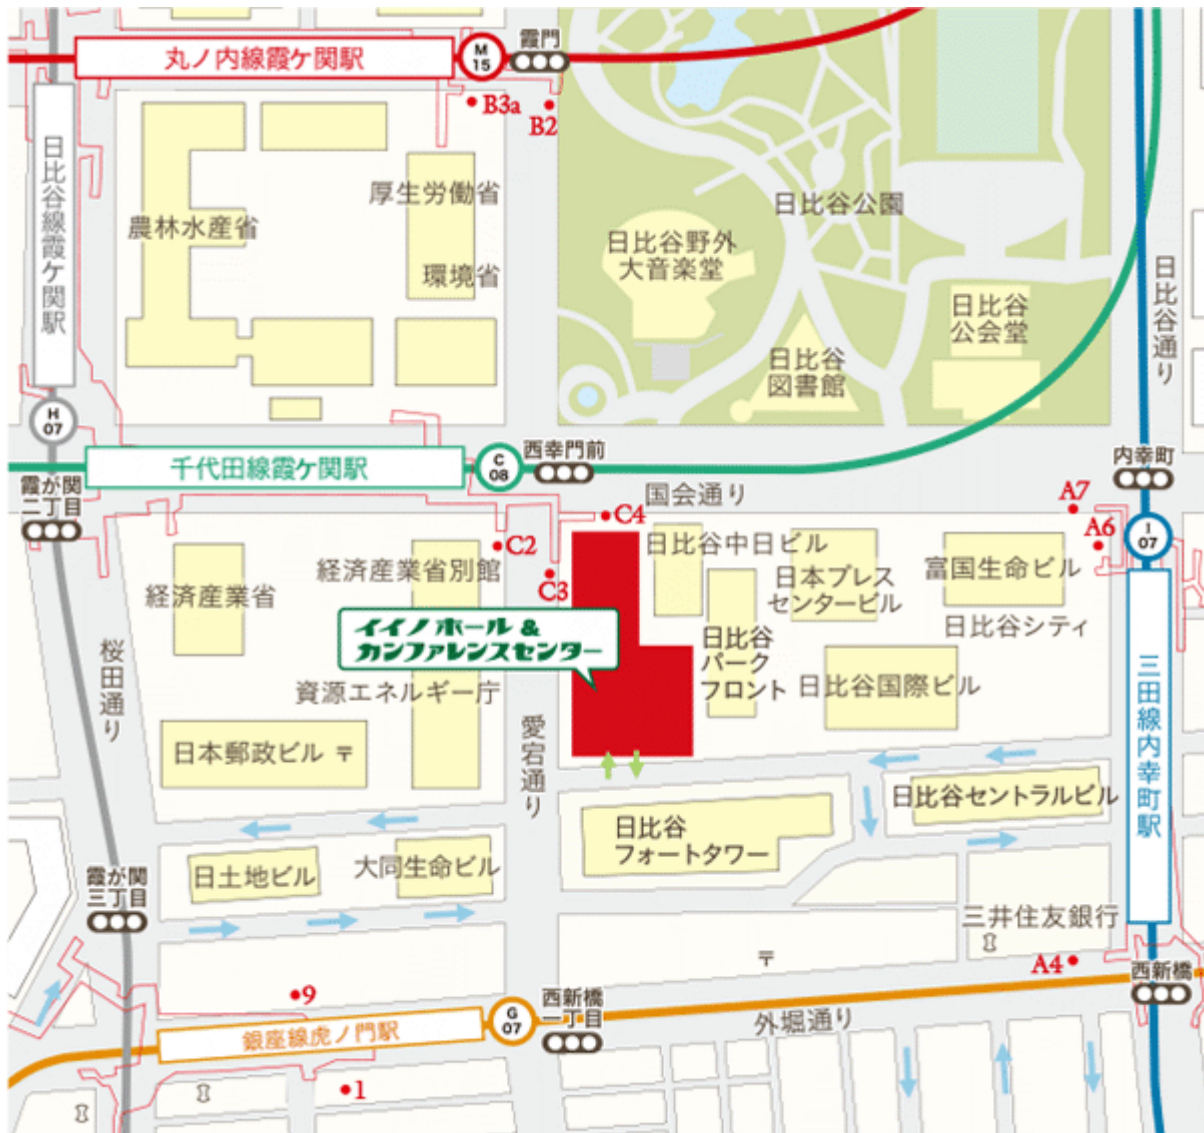 丸ノ内線霞ケ関駅
M
15
霞門
B3a
B2
日比谷線霞ケ関駅
農林水産省
厚生労働省
環境省
日比谷公園
日比谷野外
大音楽堂
日比谷
公会堂
日比谷
図書館
日比谷通り
H
07
千代田線霞ケ関駅
C
08
西幸門前
国会通り
内幸町
霞が関
二丁目
C4
A7
A6
I
07
C2
C3
経済産業省
経済産業省別館
日比谷中日ビル
日本プレス
センタービル
富国生命ビル
日比谷シティ
イイノ ホール &
カンファレンスセンター
日比谷
パーク
フロント
日比谷国際ビル
桜田通り
資源エネルギー庁
愛宕通り
三田線内幸町駅
日本郵政ビル 〒
日比谷セントラルビル
日比谷
フォートタワー
日土地ビル
大同生命ビル
霞が関
三丁目
三井住友銀行
〒
A4
西新橋
9
銀座線虎ノ門駅
G
07
西新橋
一丁目
外堀通り
1